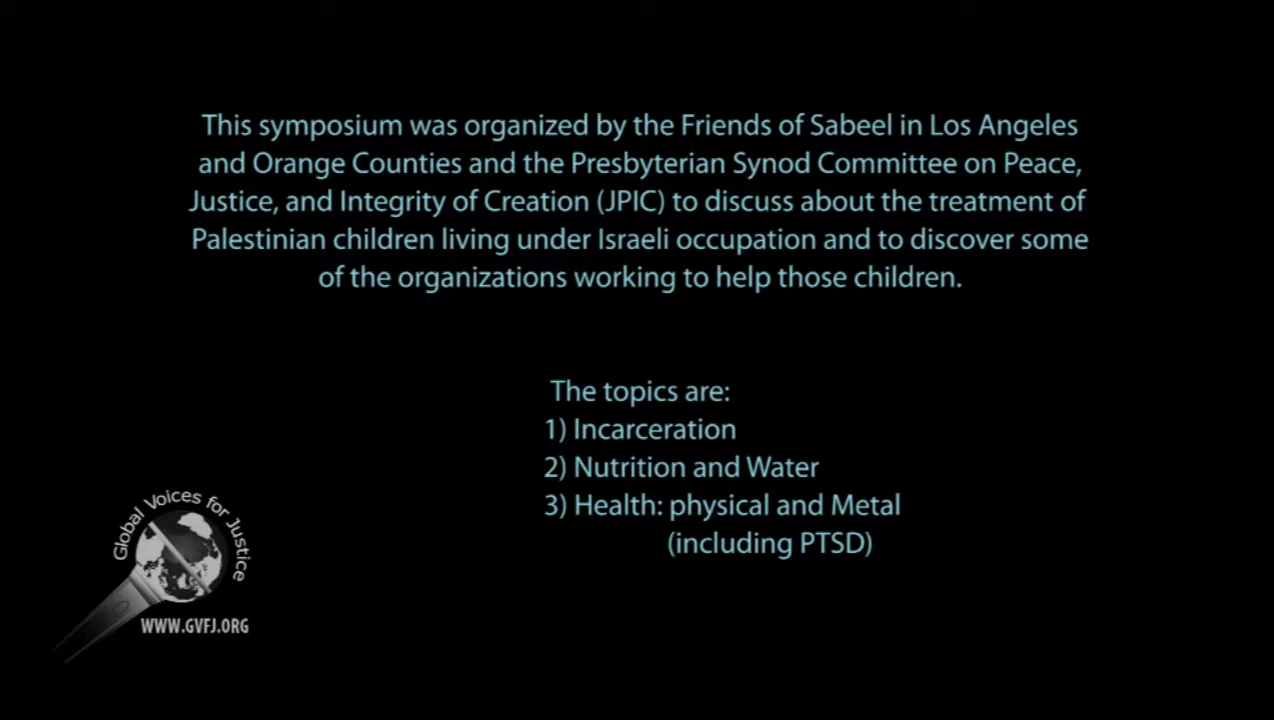 This symposium was organized by the Friends of Sabeel in Los Angeles
and Orange Counties and the Presbyterian Synod Committee on Peace,
Justice, and Integrity of Creation (JPIC) to discuss about the treatment of
Palestinian children living under Israeli occupation and to discover some
of the organizations working to help those children.
The topics are:
1) Incarceration
2) Nutrition and Water
3) Health: physical and Metal
(including PTSD)
Global Voices for Justice
WWW.GVFJ.ORG